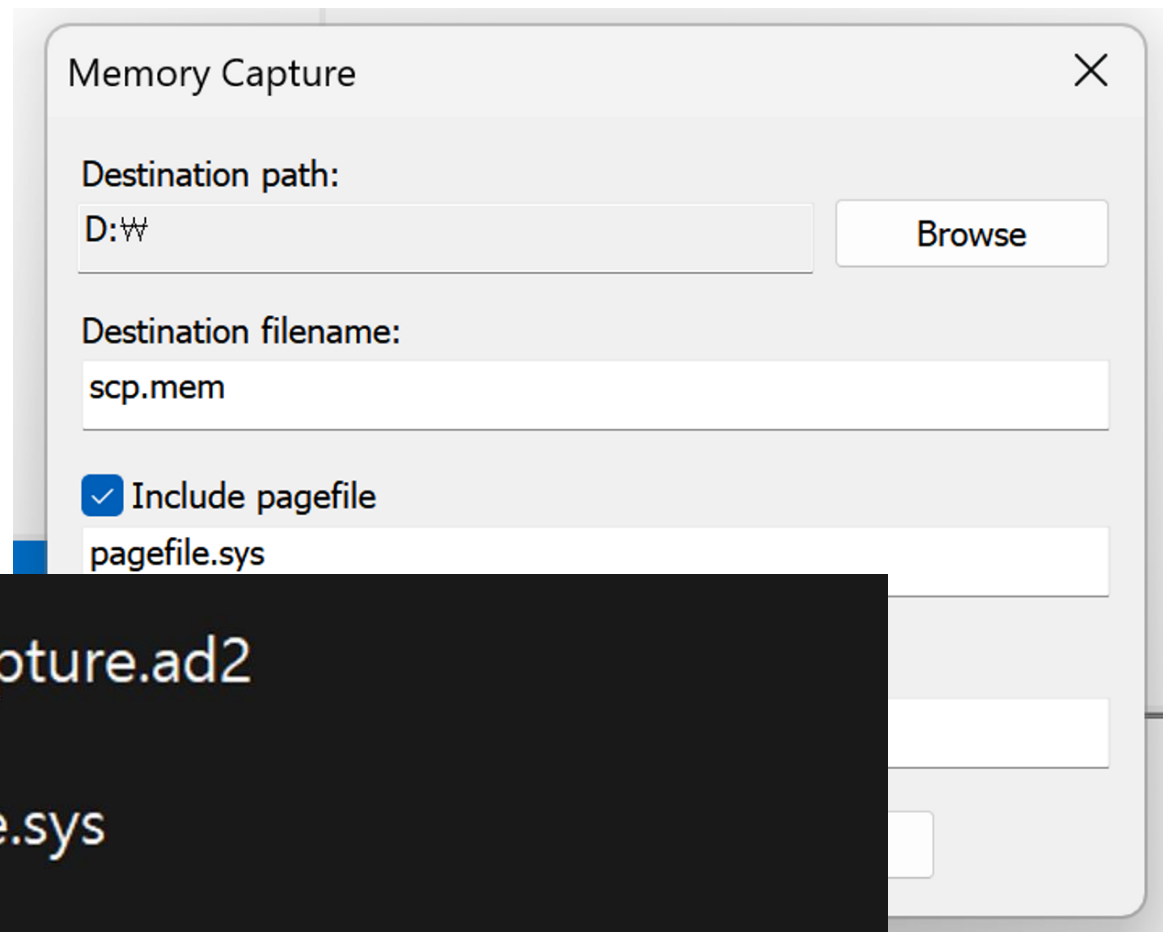 Memory Capture
Destination path:
D:₩
Browse
Destination filename:
scp.mem
Include pagefile
pagefile.sys
pture.ad2
e.sys